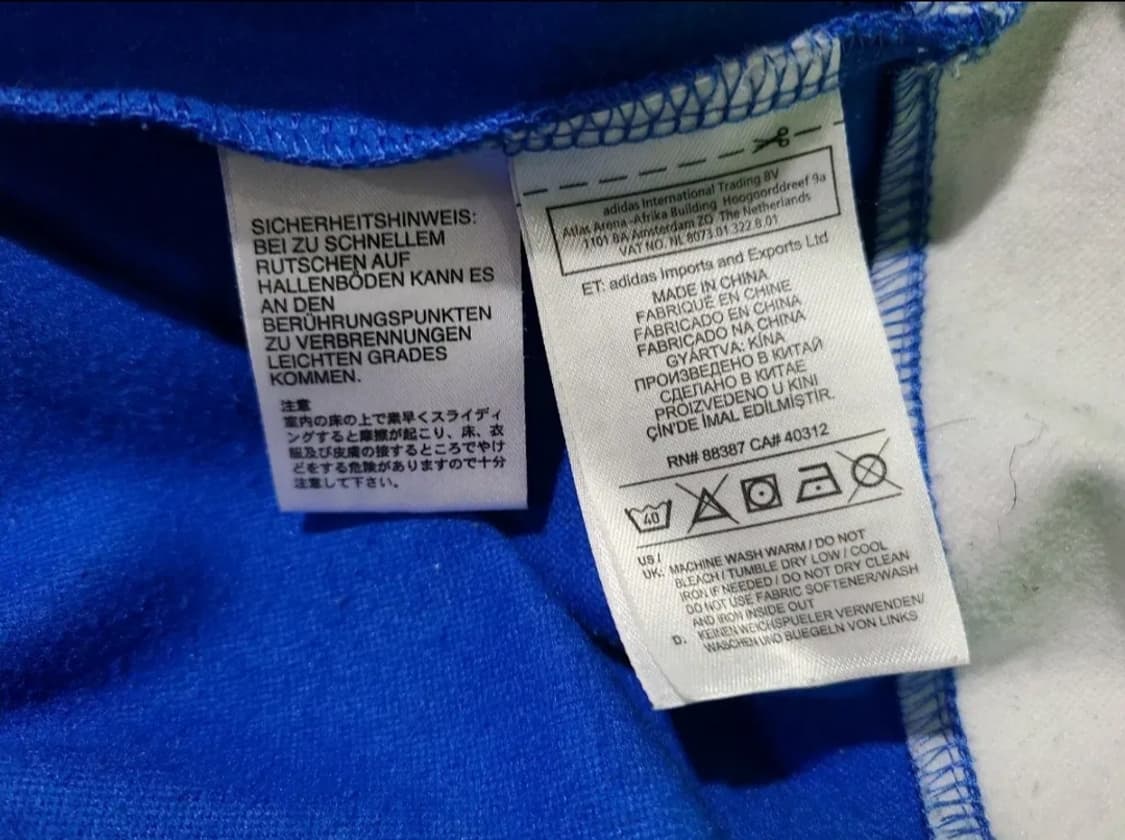 SICHERHEITSHINWEIS:
BEI ZU SCHNELLEM
RUTSCHEN AUF
HALLENBÖDEN KANN ES
AN DEN
BERÜHRUNGSPUNKTEN
ZU VERBRENNUNGEN
LEICHTEN GRADES
KOMMEN.
注意
室内の床の上で素早くスライディ
ングすると摩擦が起こり、床、衣
服及び皮膚の接するところでやけ
どをする危険がありますので十分
注意して下さい。
adidas International Trading BV
Atlas Arena -Afrika Building Hoogoorddreef 9a
1101 BA Amsterdam ZO The Netherlands
VAT NO. NL 8073.01.322.B.01
ET: adidas Imports and Exports Ltd
MADE IN CHINA
FABRIQUÉ EN CHINE
FABRICADO EN CHINA
FABRICADO NA CHINA
GYÁRTVA: KÍNA
ПРОИЗВЕДЕНО В КИТАЙ
СДЕЛАНО В КИТАЕ
PROIZVEDENO U KINI
ÇİN'DE İMAL EDİLMİŞTİR.
RN# 88387 CA# 40312
40
US /
UK: MACHINE WASH WARM / DO NOT
BLEACH / TUMBLE DRY LOW / COOL
IRON IF NEEDED / DO NOT DRY CLEAN
DO NOT USE FABRIC SOFTENER/WASH
AND IRON INSIDE OUT
D. KEINEN WEICHSPUELER VERWENDEN/
WASCHEN UND BUEGELN VON LINKS